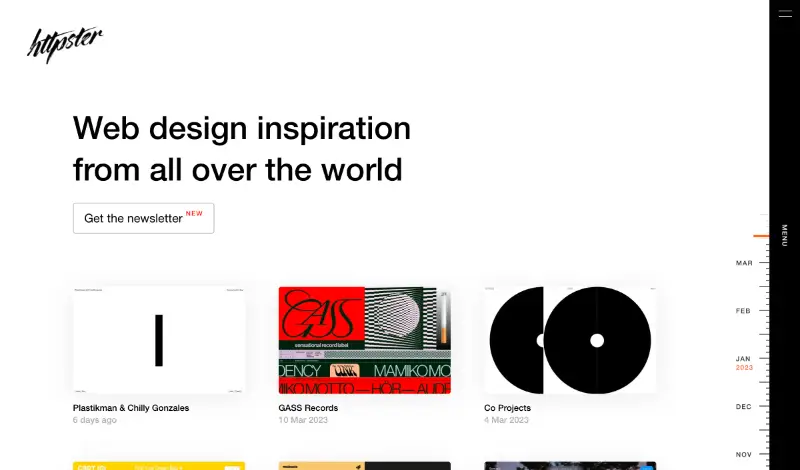 httpster
Web design inspiration
from all over the world
Get the newsletter NEW
MENU
MAR
FEB
JAN
2023
DEC
NOV
GASS
sensational record label
DENCY
MAMIKO MO
MIKO MOTTO — HOR — AUDE
Plastikman & Chilly Gonzales
6 days ago
GASS Records
10 Mar 2023
Co Projects
4 Mar 2023